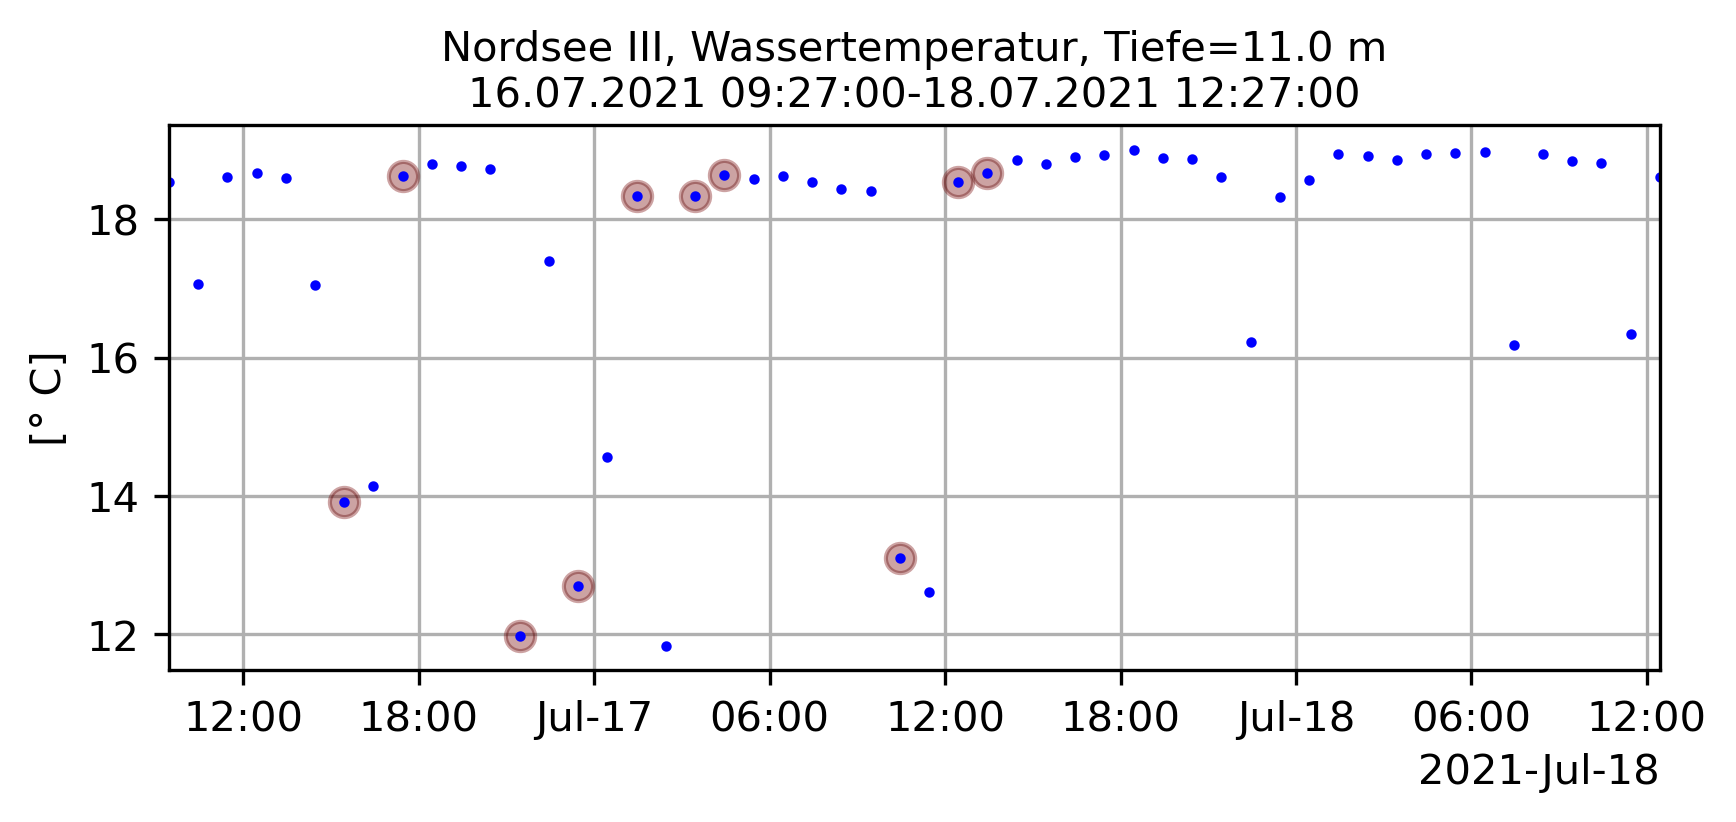 Nordsee III, Wassertemperatur, Tiefe=11.0 m
16.07.2021 09:27:00-18.07.2021 12:27:00
[° C]
18
16
14
12
12:00 18:00 Jul-17 06:00 12:00 18:00 Jul-18 06:00 12:00
2021-Jul-18